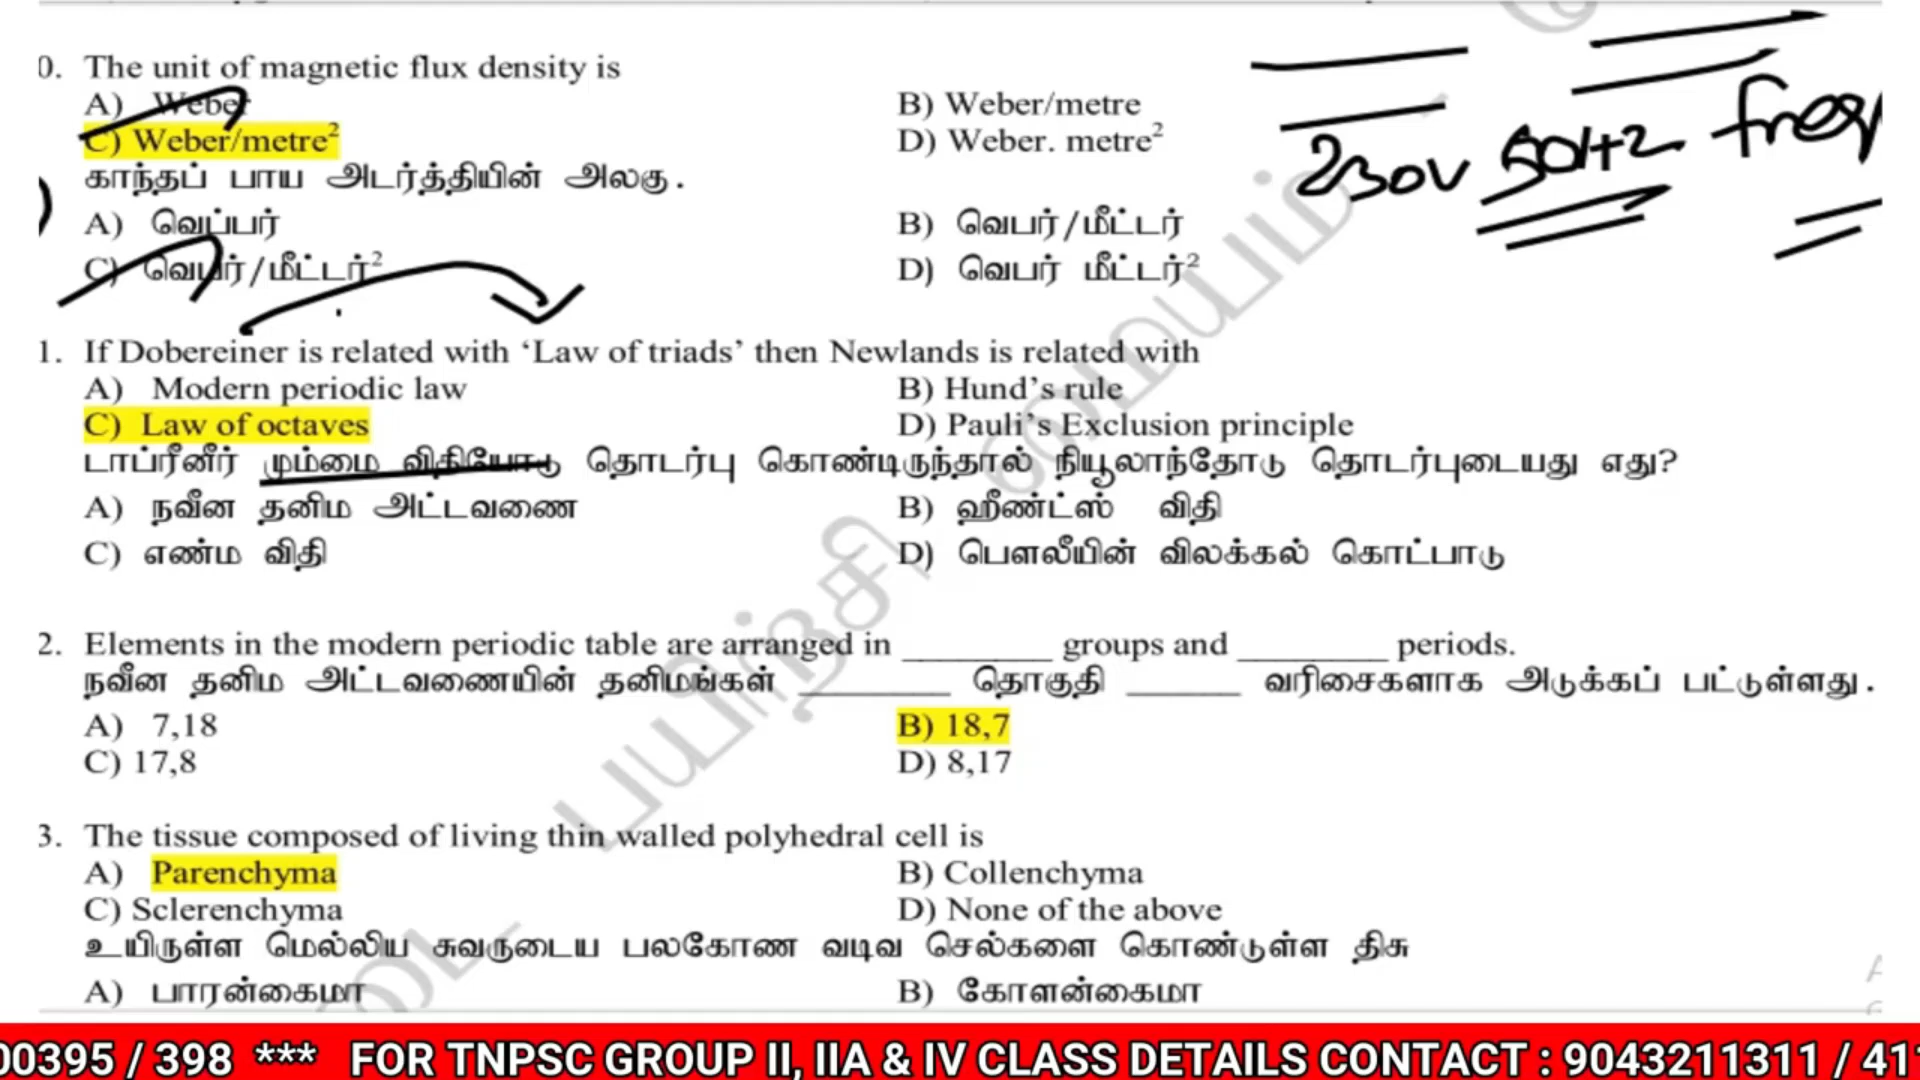 0. The unit of magnetic flux density is
A) Weber B) Weber/metre
C) Weber/metre² D) Weber. metre²
காந்தப் பாய அடர்த்தியின் அலகு.
A) வெப்பர் B) வெபர்/மீட்டர்
C) வெபர்/மீட்டர்² D) வெபர் மீட்டர்²
230V 50Hz freq
1. If Dobereiner is related with ‘Law of triads’ then Newlands is related with
A) Modern periodic law B) Hund’s rule
C) Law of octaves D) Pauli’s Exclusion principle
டாப்ரீனீர் மும்மை விதியோடு தொடர்பு கொண்டிருந்தால் நியூலாந்தோடு தொடர்புடையது எது?
A) நவீன தனிம அட்டவணை B) ஹீண்ட்ஸ் விதி
C) எண்ம விதி D) பௌலீயின் விலக்கல் கொட்பாடு
2. Elements in the modern periodic table are arranged in ________ groups and ________ periods.
நவீன தனிம அட்டவணையின் தனிமங்கள் ________ தொகுதி ______ வரிசைகளாக அடுக்கப் பட்டுள்ளது.
A) 7,18 B) 18,7
C) 17,8 D) 8,17
3. The tissue composed of living thin walled polyhedral cell is
A) Parenchyma B) Collenchyma
C) Sclerenchyma D) None of the above
உயிருள்ள மெல்லிய சுவருடைய பலகோண வடிவ செல்களை கொண்டுள்ள திசு
A) பாரன்கைமா B) கோளன்கைமா
பயிற்சி மையம்
00395 / 398 *** FOR TNPSC GROUP II, IIA & IV CLASS DETAILS CONTACT : 9043211311 / 411